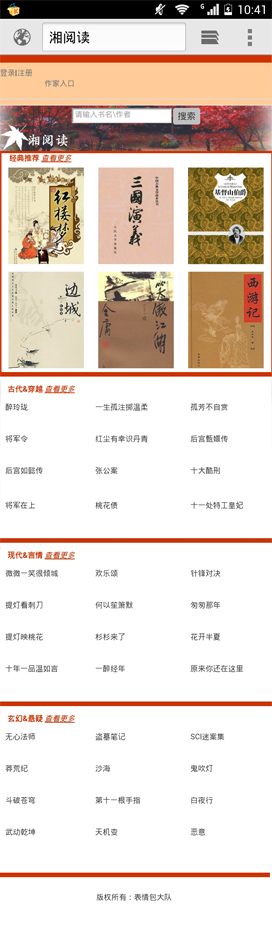 G 10:41
湘阅读
登录|注册
作家入口
请输入书名\作者 搜索
湘阅读
经典推荐 查看更多
红楼梦 三國演義 基督山伯爵
边城 笑傲江湖 金庸 西游记
古代&穿越 查看更多
醉玲珑 一生孤注掷温柔 孤芳不自赏
将军令 红尘有幸识丹青 后宫甄嬛传
后宫如懿传 张公案 十大酷刑
将军在上 桃花债 十一处特工皇妃
现代&言情 查看更多
微微一笑很倾城 欢乐颂 针锋对决
提灯看刺刀 何以笙箫默 匆匆那年
提灯映桃花 杉杉来了 花开半夏
十年一品温如言 一醉经年 原来你还在这里
玄幻&悬疑 查看更多
无心法师 盗墓笔记 SCI迷案集
莽荒纪 沙海 鬼吹灯
斗破苍穹 第十一根手指 白夜行
武动乾坤 天机变 恶意
版权所有：表情包大队